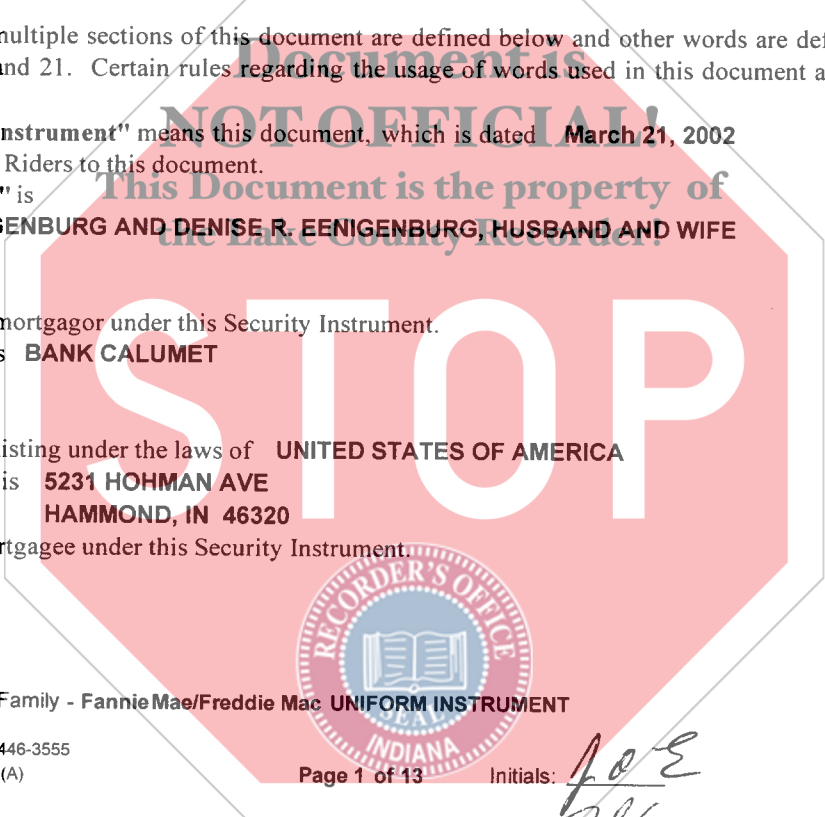 multiple sections of this document are defined below and other words are def
Document is
nd 21. Certain rules regarding the usage of words used in this document a
NOT OFFICIAL!
nstrument" means this document, which is dated March 21, 2002
Riders to this document.
This Document is the property of
" is
the Lake County Recorder!
GENBURG AND DENISE R. EENIGENBURG, HUSBAND AND WIFE
STOP
mortgagor under this Security Instrument.
s BANK CALUMET
isting under the laws of UNITED STATES OF AMERICA
is 5231 HOHMAN AVE
HAMMOND, IN 46320
rtgagee under this Security Instrument.
RECORDER'S OFFICE
SEAL
INDIANA
Family - Fannie Mae/Freddie Mac UNIFORM INSTRUMENT
446-3555
(A)
Page 1 of 13 Initials: JOE